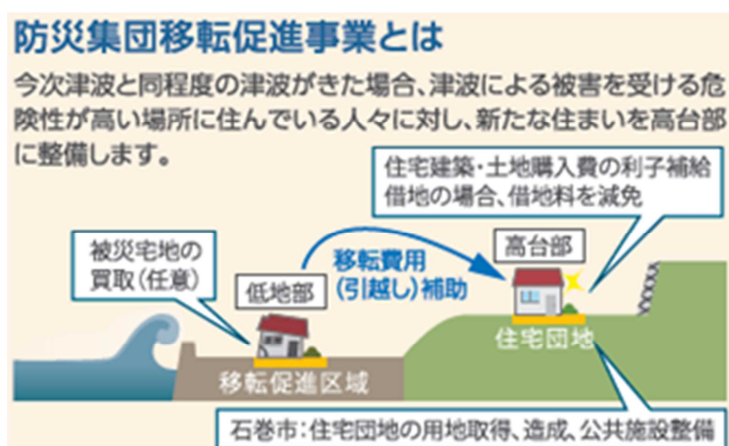 防災集団移転促進事業とは
今次津波と同程度の津波がきた場合、津波による被害を受ける危
険性が高い場所に住んでいる人々に対し、新たな住まいを高台部
に整備します。
住宅建築・土地購入費の利子補給
借地の場合、借地料を減免
被災宅地の
買取(任意)
低地部
移転費用
(引越し)補助
高台部
住宅団地
移転促進区域
石巻市:住宅団地の用地取得、造成、公共施設整備